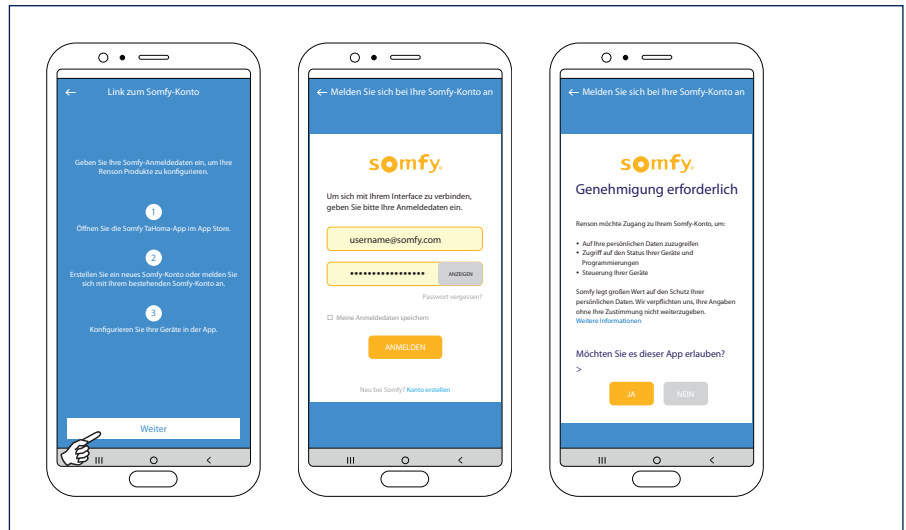 Link zum Somfy-Konto
Geben Sie Ihre Somfy-Anmeldedaten ein, um Ihre
Renson Produkte zu konfigurieren.
1
Öffnen Sie die Somfy TaHoma-App im App Store.
2
Erstellen Sie ein neues Somfy-Konto oder melden Sie
sich mit Ihrem bestehenden Somfy-Konto an.
3
Konfigurieren Sie Ihre Geräte in der App.
Weiter
Melden Sie sich bei Ihre Somfy-Konto an
somfy.
Um sich mit Ihrem Interface zu verbinden,
geben Sie bitte Ihre Anmeldedaten ein.
username@somfy.com
•••••••••••••••••
ANZEIGEN
Passwort vergessen?
Meine Anmeldedaten speichern
ANMELDEN
Neu bei Somfy? Konto erstellen
Melden Sie sich bei Ihre Somfy-Konto an
somfy.
Genehmigung erforderlich
Renson möchte Zugang zu Ihrem Somfy-Konto, um:
• Auf Ihre persönlichen Daten zuzugreifen
• Zugriff auf den Status Ihrer Geräte und
Programmierungen
• Steuerung Ihrer Geräte
Somfy legt großen Wert auf den Schutz Ihrer
persönlichen Daten. Wir verpflichten uns, Ihre Angaben
ohne Ihre Zustimmung nicht weiterzugeben.
Weitere Informationen
Möchten Sie es dieser App erlauben?
>
JA
NEIN